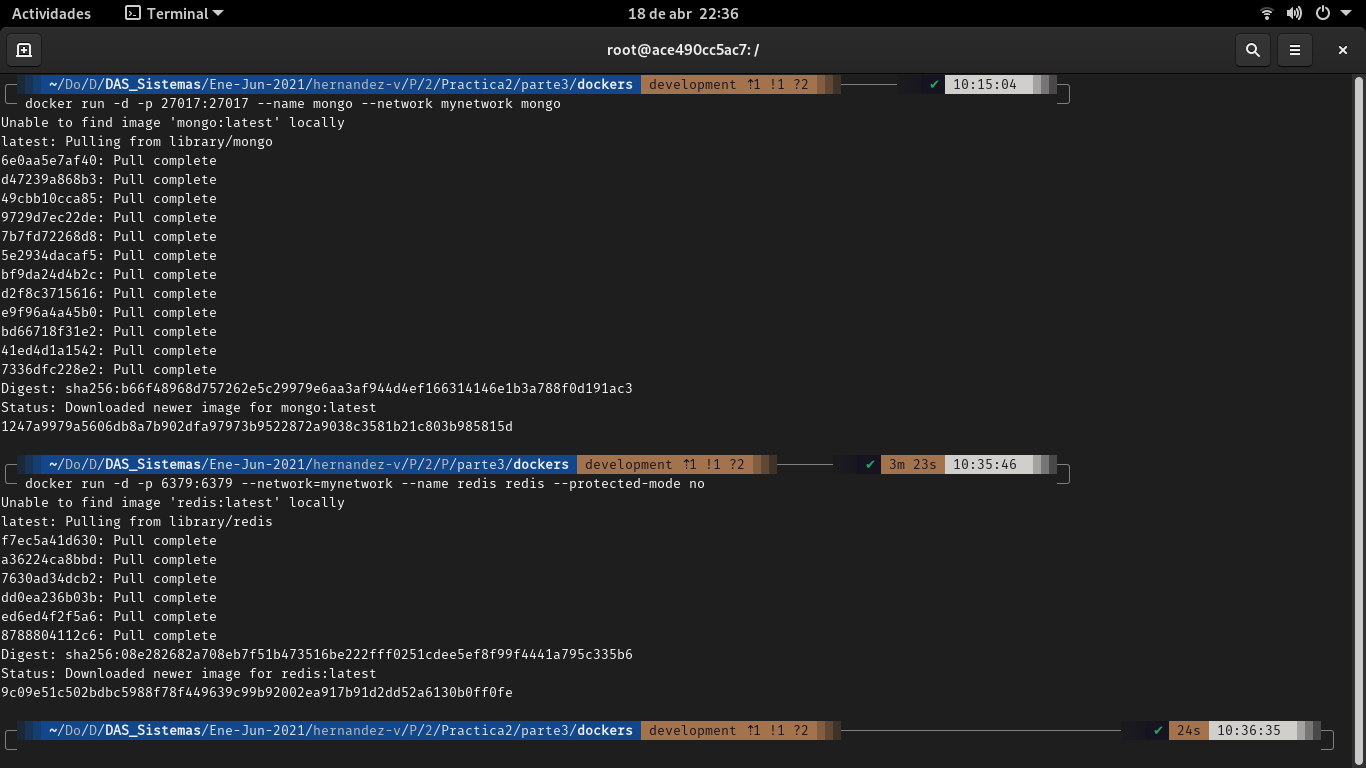 Actividades Terminal 18 de abr 22:36
root@ace490cc5ac7: /
~/Do/D/DAS_Sistemas/Ene-Jun-2021/hernandez-v/P/2/Practica2/parte3/dockers development ⇡1 !1 ?2 ✔ 10:15:04
docker run -d -p 27017:27017 --name mongo --network mynetwork mongo
Unable to find image 'mongo:latest' locally
latest: Pulling from library/mongo
6e0aa5e7af40: Pull complete
d47239a868b3: Pull complete
49cbb10cca85: Pull complete
9729d7ec22de: Pull complete
7b7fd72268d8: Pull complete
5e2934dacaf5: Pull complete
bf9da24d4b2c: Pull complete
d2f8c3715616: Pull complete
e9f96a4a45b0: Pull complete
bd66718f31e2: Pull complete
41ed4d1a1542: Pull complete
7336dfc228e2: Pull complete
Digest: sha256:b66f48968d757262e5c29979e6aa3af944d4ef166314146e1b3a788f0d191ac3
Status: Downloaded newer image for mongo:latest
1247a9979a5606db8a7b902dfa97973b9522872a9038c3581b21c803b985815d
~/Do/D/DAS_Sistemas/Ene-Jun-2021/hernandez-v/P/2/P/parte3/dockers development ⇡1 !1 ?2 ✔ 3m 23s 10:35:46
docker run -d -p 6379:6379 --network=mynetwork --name redis redis --protected-mode no
Unable to find image 'redis:latest' locally
latest: Pulling from library/redis
f7ec5a41d630: Pull complete
a36224ca8bbd: Pull complete
7630ad34dcb2: Pull complete
dd0ea236b03b: Pull complete
ed6ed4f2f5a6: Pull complete
8788804112c6: Pull complete
Digest: sha256:08e282682a708eb7f51b473516be222fff0251cdee5ef8f99f4441a795c335b6
Status: Downloaded newer image for redis:latest
9c09e51c502bdbc5988f78f449639c99b92002ea917b91d2dd52a6130b0ff0fe
~/Do/D/DAS_Sistemas/Ene-Jun-2021/hernandez-v/P/2/Practica2/parte3/dockers development ⇡1 !1 ?2 ✔ 24s 10:36:35